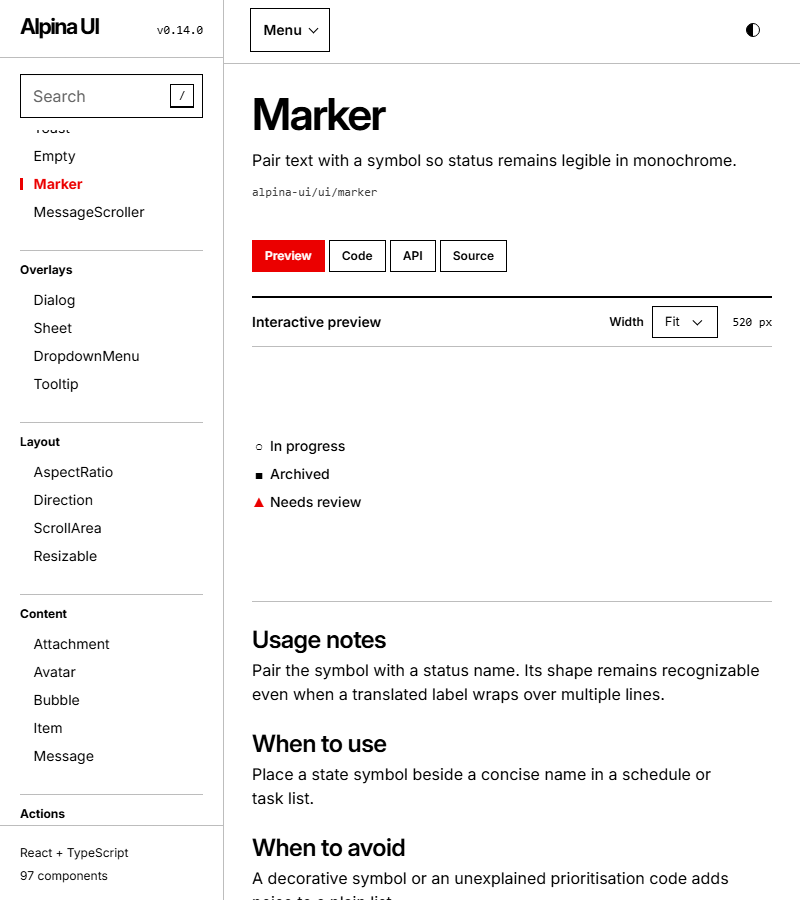 Alpina UI
v0.14.0
Search
/
Toast
Empty
Marker
MessageScroller
Overlays
Dialog
Sheet
DropdownMenu
Tooltip
Layout
AspectRatio
Direction
ScrollArea
Resizable
Content
Attachment
Avatar
Bubble
Item
Message
Actions
React + TypeScript
97 components
Menu
Marker
Pair text with a symbol so status remains legible in monochrome.
alpina-ui/ui/marker
Preview
Code
API
Source
Interactive preview
Width
Fit
520 px
○ In progress
■ Archived
▲ Needs review
Usage notes
Pair the symbol with a status name. Its shape remains recognizable
even when a translated label wraps over multiple lines.
When to use
Place a state symbol beside a concise name in a schedule or
task list.
When to avoid
A decorative symbol or an unexplained prioritisation code adds
noise to a plain list.